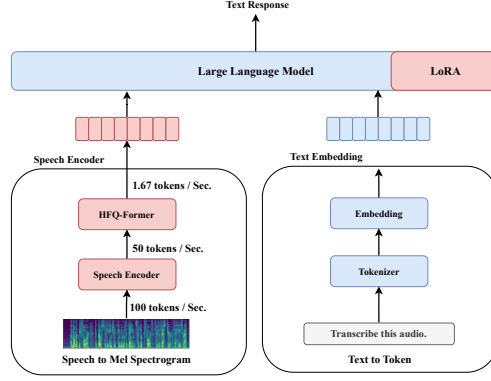 Text Response
Large Language Model
LoRA
Speech Encoder
1.67 tokens / Sec.
HFQ-Former
50 tokens / Sec.
Speech Encoder
100 tokens / Sec.
Speech to Mel Spectrogram
Text Embedding
Embedding
Tokenizer
Transcribe this audio.
Text to Token